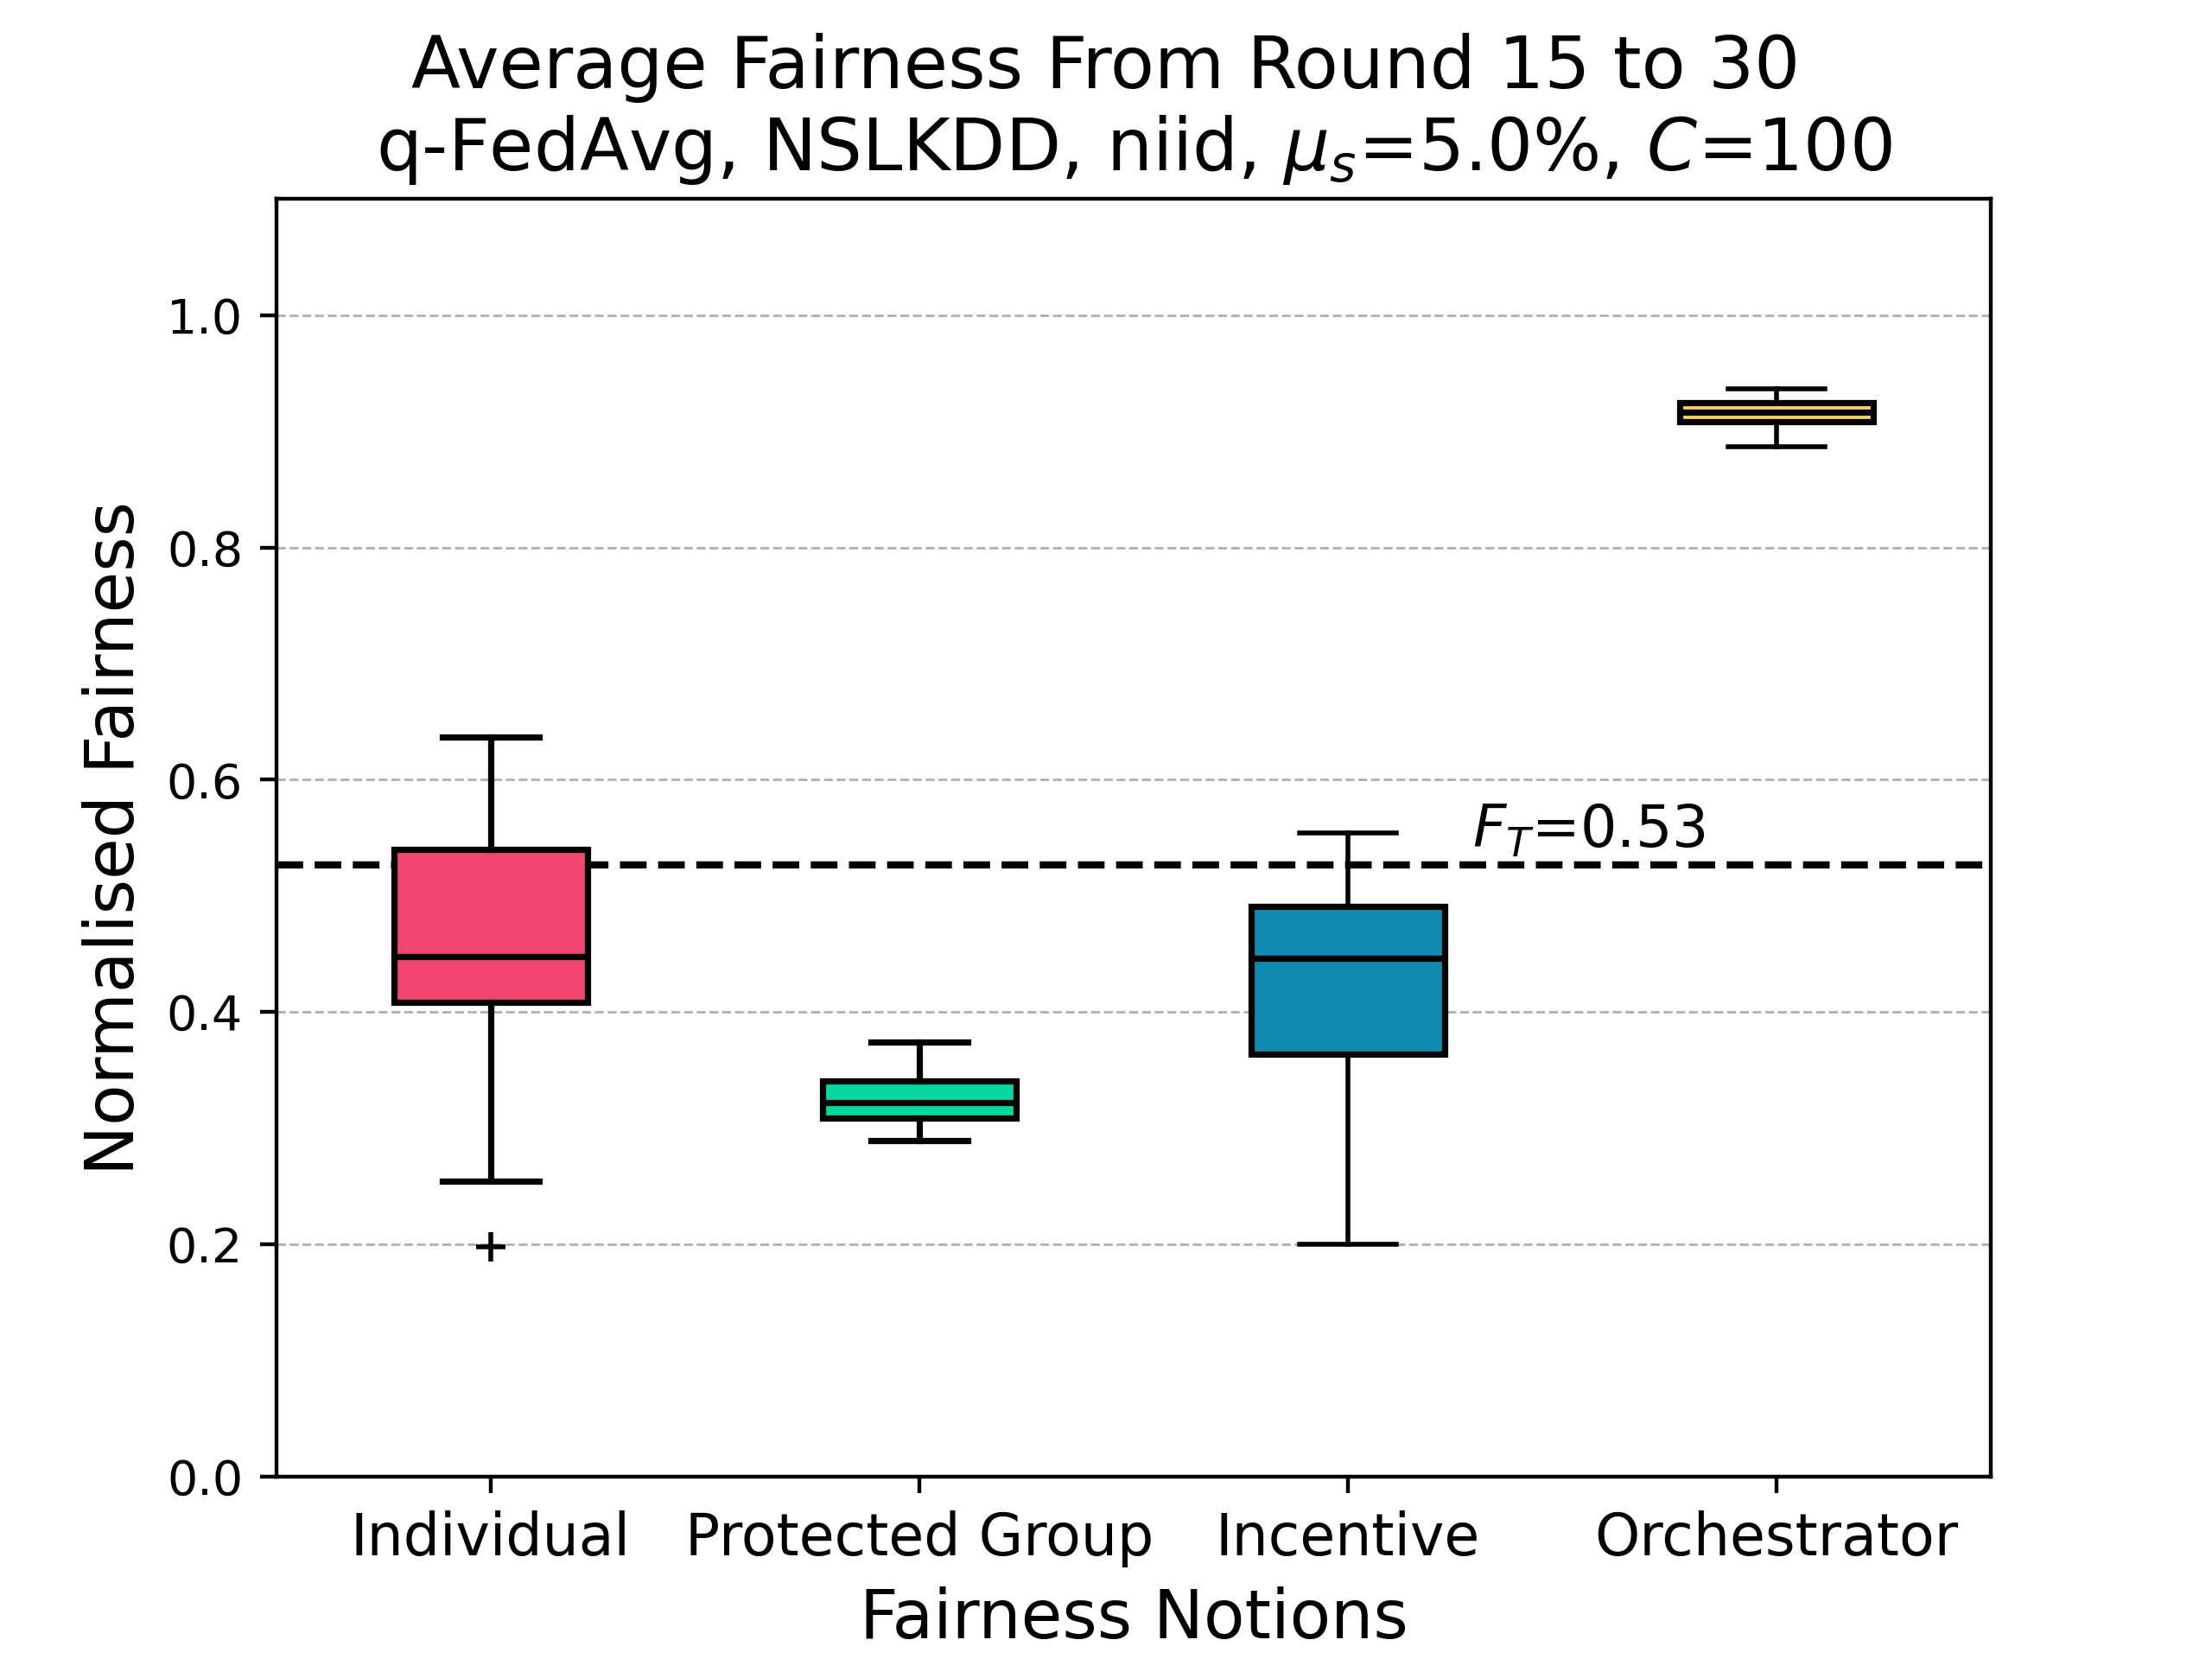 Average Fairness From Round 15 to 30
q-FedAvg, NSLKDD, niid, μₛ=5.0%, C=100
Normalised Fairness
1.0
0.8
0.6
0.4
0.2
0.0
F_T=0.53
Individual Protected Group Incentive Orchestrator
Fairness Notions